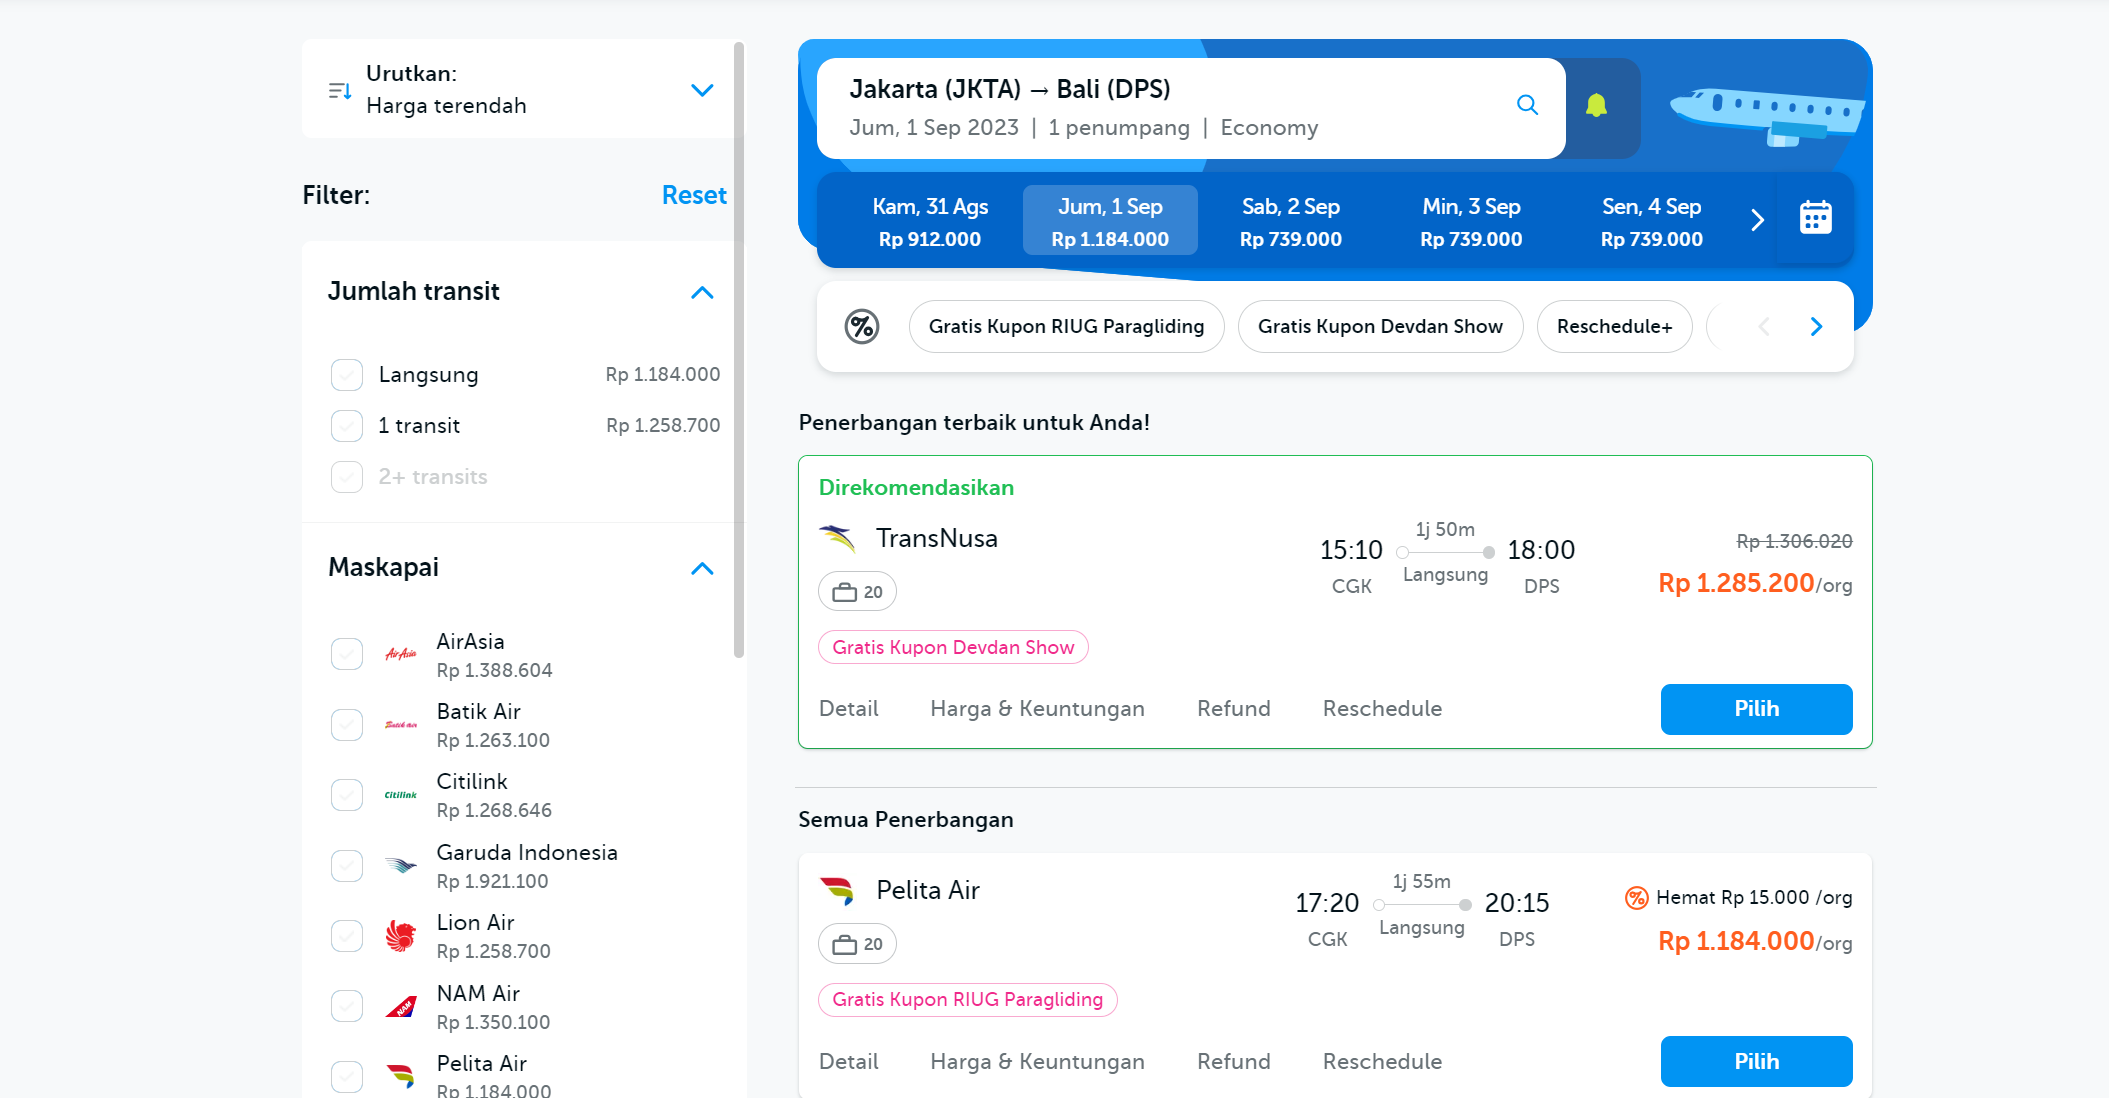 Urutkan:
Harga terendah
Filter:
Reset
Jumlah transit
Langsung Rp 1.184.000
1 transit Rp 1.258.700
2+ transits
Maskapai
AirAsia
AirAsia
Rp 1.388.604
Batik air
Batik Air
Rp 1.263.100
Citilink
Citilink
Rp 1.268.646
Garuda Indonesia
Rp 1.921.100
Lion Air
Rp 1.258.700
NAM
NAM Air
Rp 1.350.100
Pelita Air
Rp 1.184.000
Jakarta (JKTA) → Bali (DPS)
Jum, 1 Sep 2023 | 1 penumpang | Economy
Kam, 31 Ags
Rp 912.000
Jum, 1 Sep
Rp 1.184.000
Sab, 2 Sep
Rp 739.000
Min, 3 Sep
Rp 739.000
Sen, 4 Sep
Rp 739.000
Gratis Kupon RIUG Paragliding
Gratis Kupon Devdan Show
Reschedule+
Penerbangan terbaik untuk Anda!
Direkomendasikan
TransNusa
20
15:10
CGK
1j 50m
Langsung
18:00
DPS
Rp 1.306.020
Rp 1.285.200/org
Gratis Kupon Devdan Show
Detail Harga & Keuntungan Refund Reschedule
Pilih
Semua Penerbangan
Pelita Air
20
17:20
CGK
1j 55m
Langsung
20:15
DPS
Hemat Rp 15.000 /org
Rp 1.184.000/org
Gratis Kupon RIUG Paragliding
Detail Harga & Keuntungan Refund Reschedule
Pilih